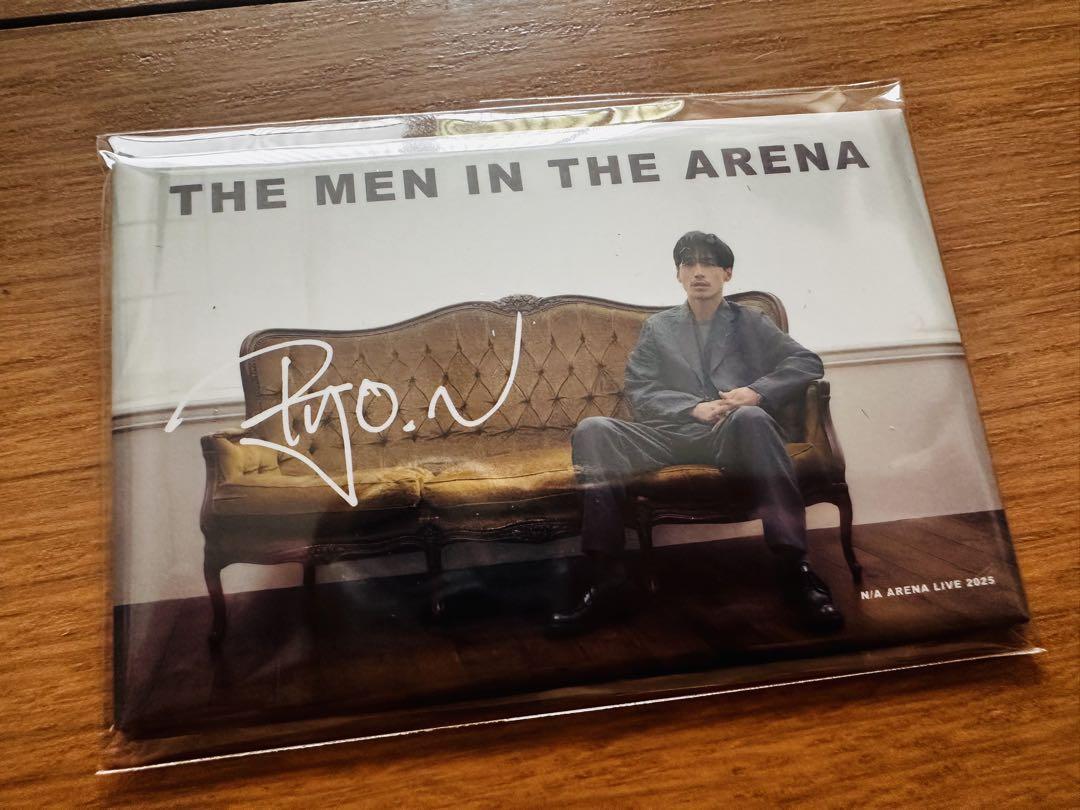 THE MEN IN THE ARENA
Ryo.N
N/A ARENA LIVE 2025